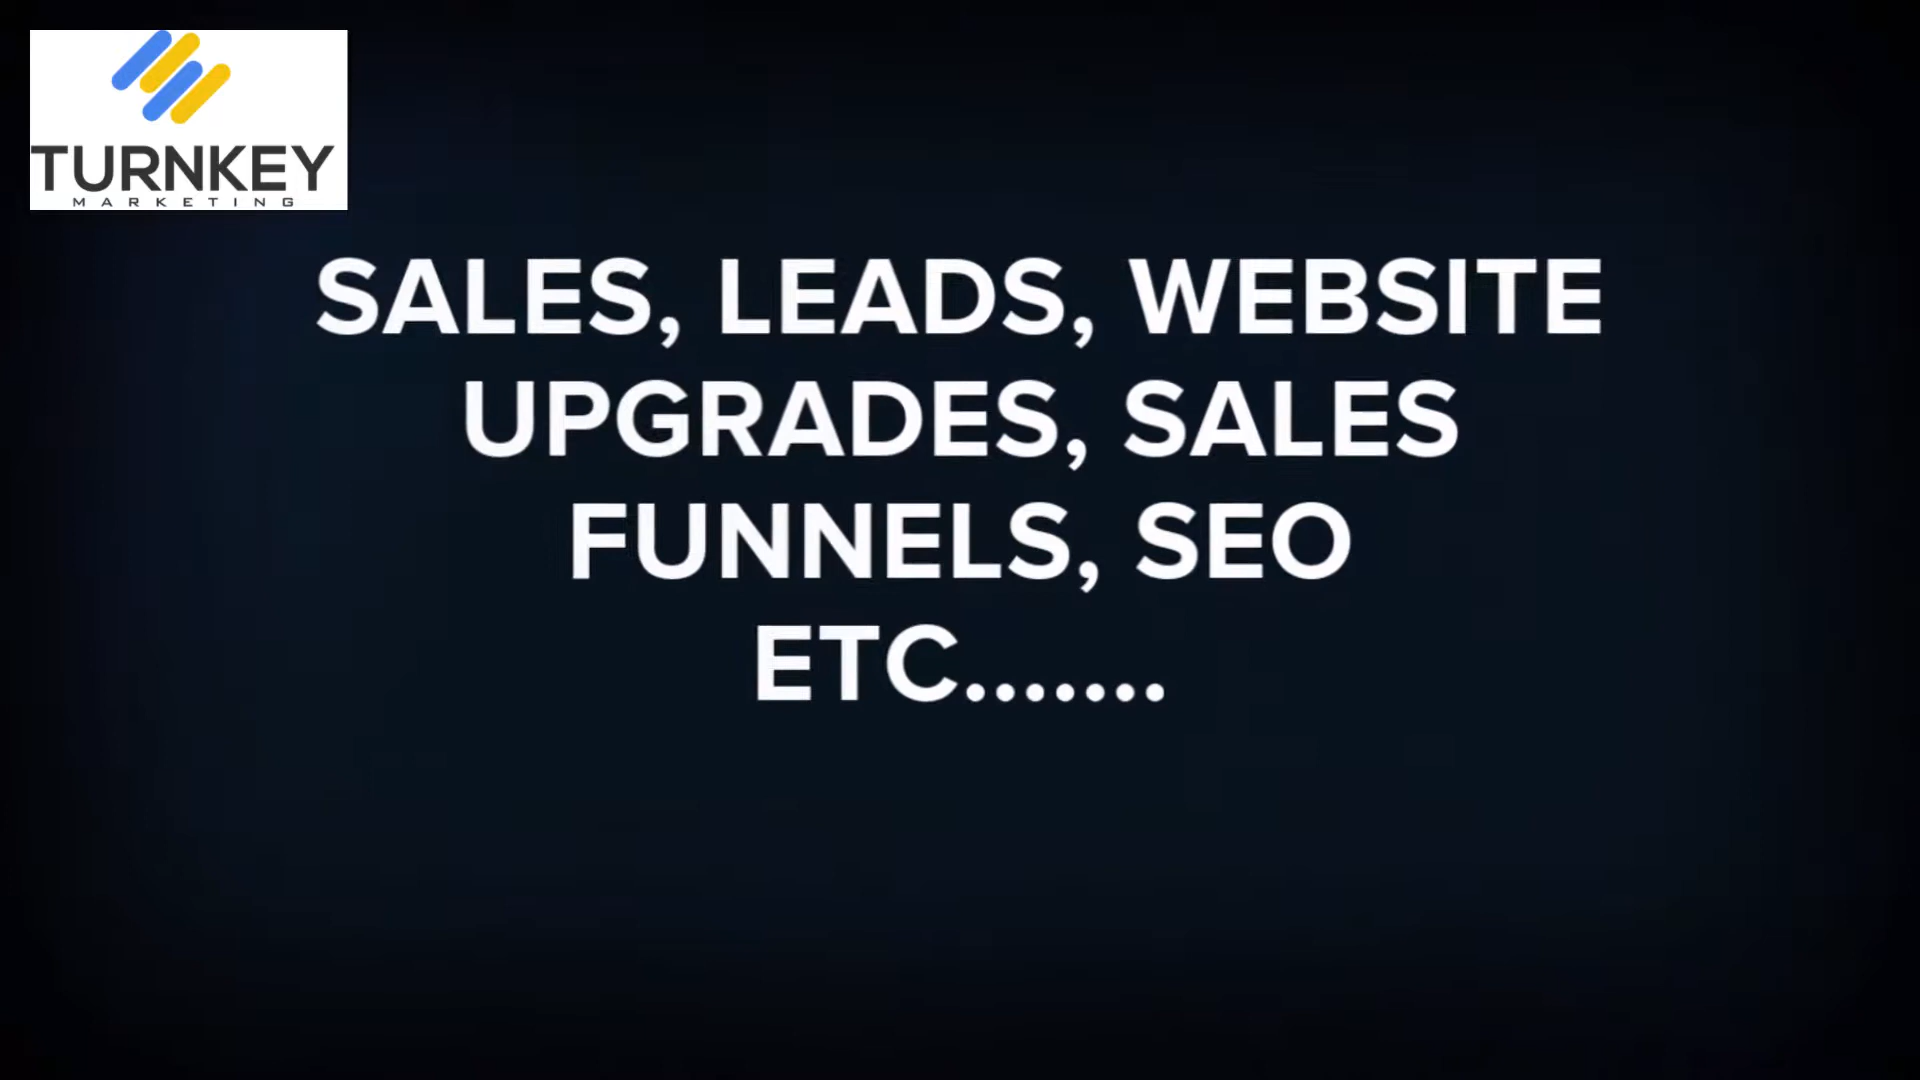 TURNKEY
MARKETING
SALES, LEADS, WEBSITE
UPGRADES, SALES
FUNNELS, SEO
ETC.......